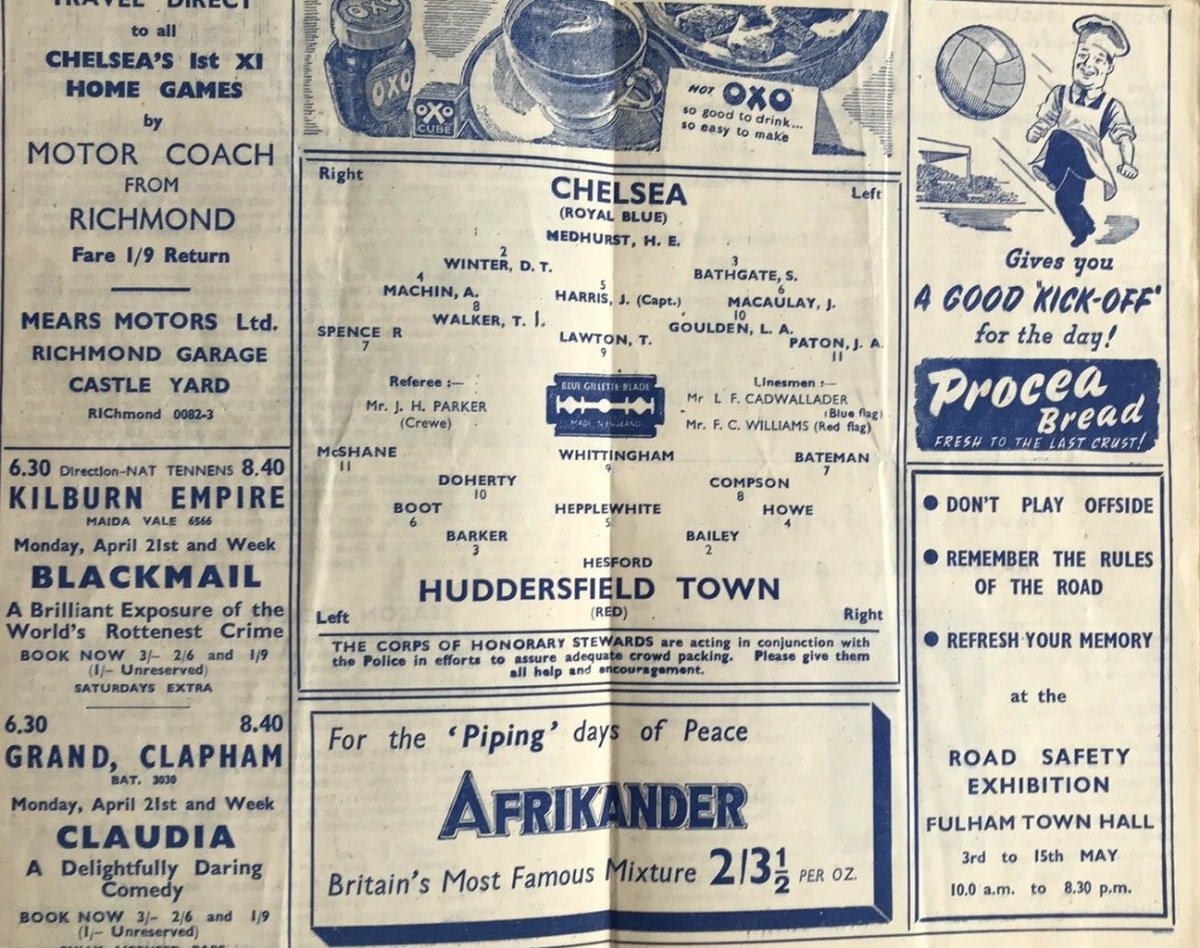 TRAVEL DIRECT
to all
CHELSEA'S 1st XI
HOME GAMES
by
MOTOR COACH
FROM
RICHMOND
Fare 1/9 Return
MEARS MOTORS Ltd.
RICHMOND GARAGE
CASTLE YARD
RIChmond 0082-3
6.30 Direction-NAT TENNENS 8.40
KILBURN EMPIRE
MAIDA VALE 6566
Monday, April 21st and Week
BLACKMAIL
A Brilliant Exposure of the
World's Rottenest Crime
BOOK NOW 3/- 2/6 and 1/9
(1/- Unreserved)
SATURDAYS EXTRA
6.30 8.40
GRAND, CLAPHAM
BAT. 3030
Monday, April 21st and Week
CLAUDIA
A Delightfully Daring
Comedy
BOOK NOW 3/- 2/6 and 1/9
(1/- Unreserved)
OXO
OXO
CUBE
HOT OXO
so good to drink...
so easy to make
Right Left
CHELSEA
(ROYAL BLUE)
1
MEDHURST, H. E.
2 3
WINTER, D. T. BATHGATE, S.
4 5 6
MACHIN, A. HARRIS, J. (Capt.) MACAULAY, J.
8 10
WALKER, T. J. GOULDEN, L. A.
SPENCE R LAWTON, T. PATON, J. A.
7 9 11
Referee :—
Mr. J. H. PARKER
(Crewe)
BLUE GILLETTE BLADE
MADE IN ENGLAND
Linesmen :—
Mr L F. CADWALLADER
(Blue flag)
Mr. F. C. WILLIAMS (Red flag)
McSHANE WHITTINGHAM BATEMAN
11 9 7
DOHERTY COMPSON
10 8
BOOT HEPPLEWHITE HOWE
6 5 4
BARKER BAILEY
3 2
HESFORD
HUDDERSFIELD TOWN
(RED)
Left Right
THE CORPS OF HONORARY STEWARDS are acting in conjunction with
the Police in efforts to assure adequate crowd packing. Please give them
all help and encouragement.
For the 'Piping' days of Peace
AFRIKANDER
Britain's Most Famous Mixture 2/3½ PER OZ.
Gives you
A GOOD "KICK-OFF"
for the day!
Procea
Bread
FRESH TO THE LAST CRUST!
● DON'T PLAY OFFSIDE
● REMEMBER THE RULES
OF THE ROAD
● REFRESH YOUR MEMORY
at the
ROAD SAFETY
EXHIBITION
FULHAM TOWN HALL
3rd to 15th MAY
10.0 a.m. to 8.30 p.m.